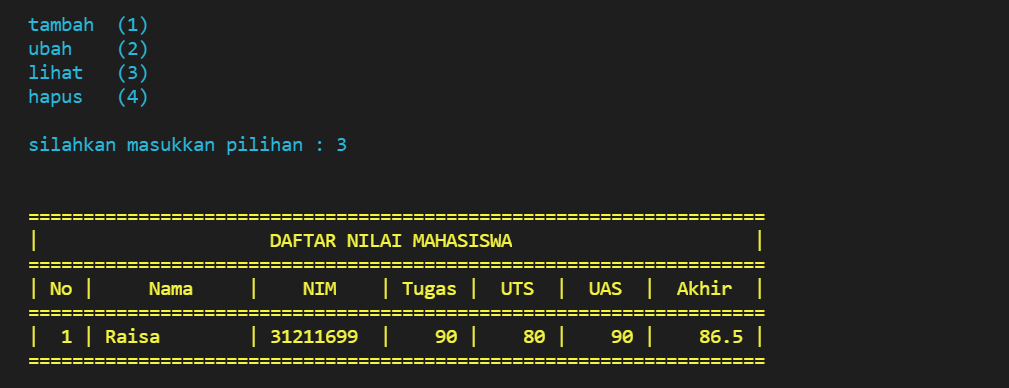 tambah  (1)
ubah    (2)
lihat   (3)
hapus   (4)
silahkan masukkan pilihan : 3
===================================================================
|                     DAFTAR NILAI MAHASISWA                      |
===================================================================
| No |     Nama     |    NIM    | Tugas |  UTS  |  UAS  |  Akhir  |
===================================================================
|  1 | Raisa        | 31211699  |    90 |    80 |    90 |    86.5 |
===================================================================